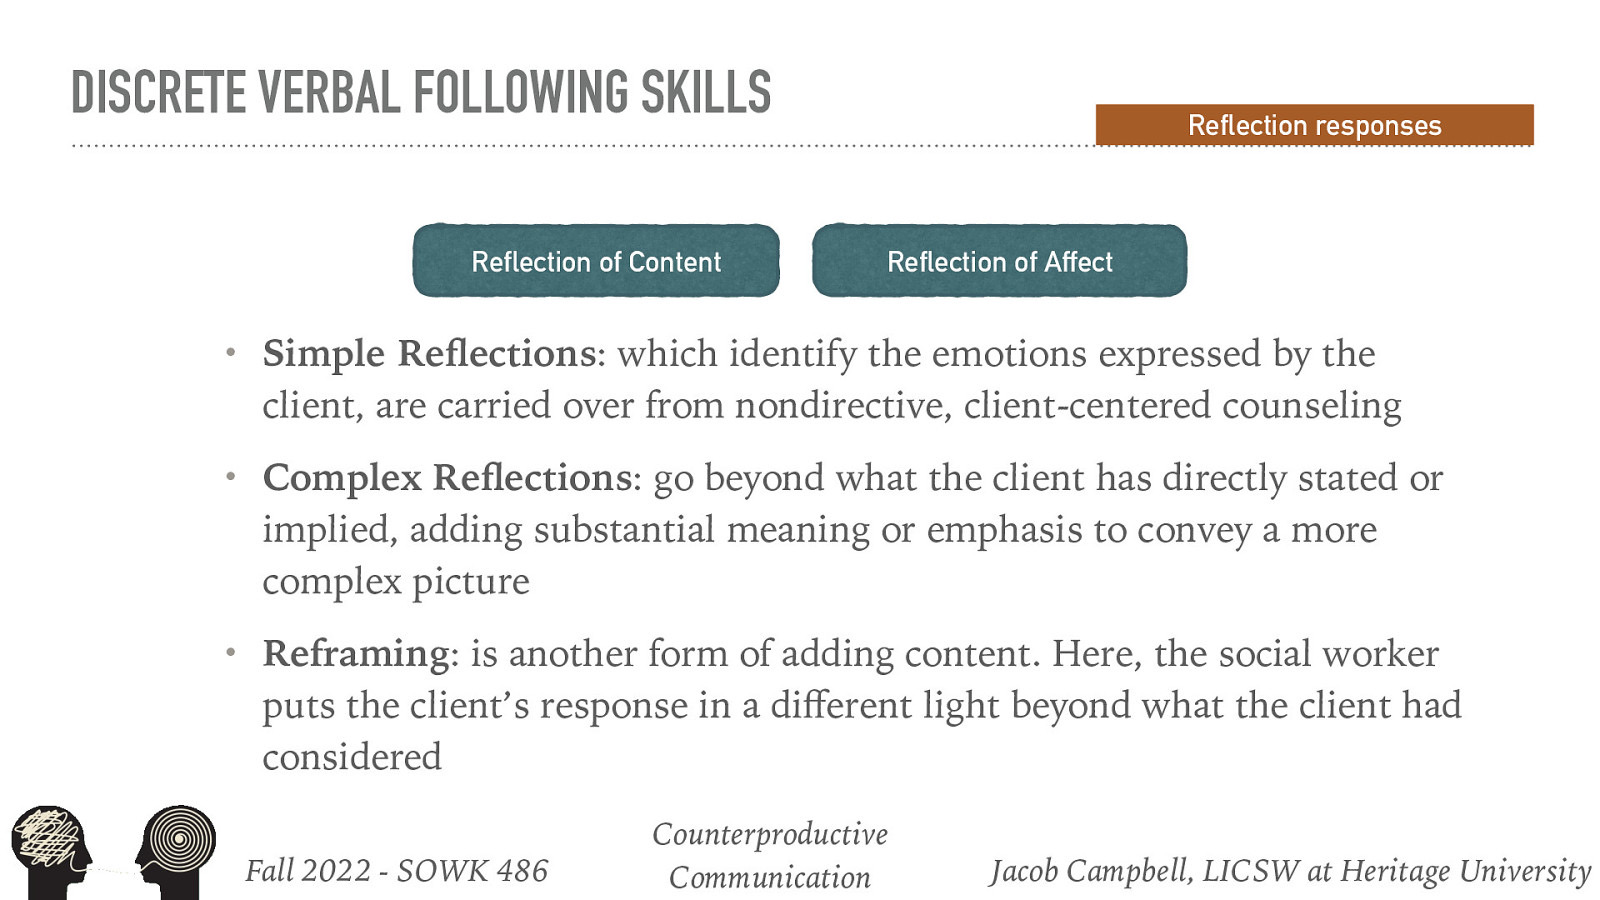 DISCRETE VERBAL FOLLOWING SKILLS
Reflection responses
Reflection of Content
Reflection of Affect
• Simple Reflections: which identify the emotions expressed by the
client, are carried over from nondirective, client-centered counseling
• Complex Reflections: go beyond what the client has directly stated or
implied, adding substantial meaning or emphasis to convey a more
complex picture
• Reframing: is another form of adding content. Here, the social worker
puts the client’s response in a different light beyond what the client had
considered
Fall 2022 - SOWK 486
Counterproductive
Communication
Jacob Campbell, LICSW at Heritage University